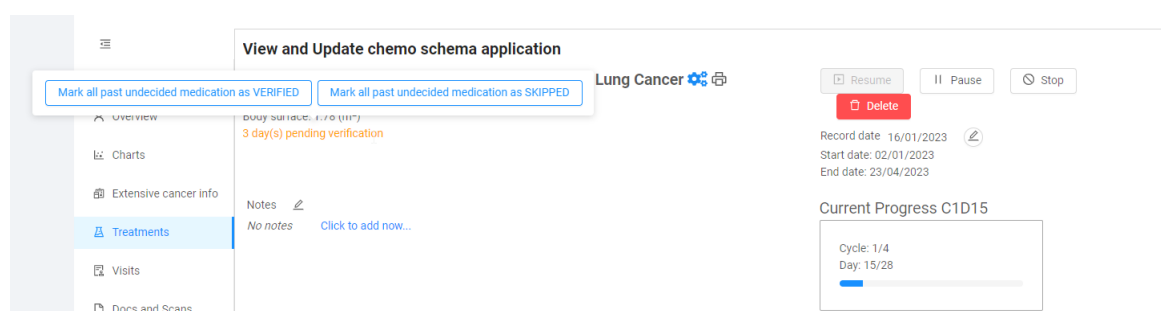 View and Update chemo schema application
Mark all past undecided medication as VERIFIED
Mark all past undecided medication as SKIPPED
Lung Cancer
Resume
Pause
Stop
Delete
Overview
Body surface: 1.78 (m²)
3 day(s) pending verification
Record date 16/01/2023
Start date: 02/01/2023
End date: 23/04/2023
Charts
Extensive cancer info
Treatments
Visits
Docs and Scans
Notes
No notes Click to add now...
Current Progress C1D15
Cycle: 1/4
Day: 15/28